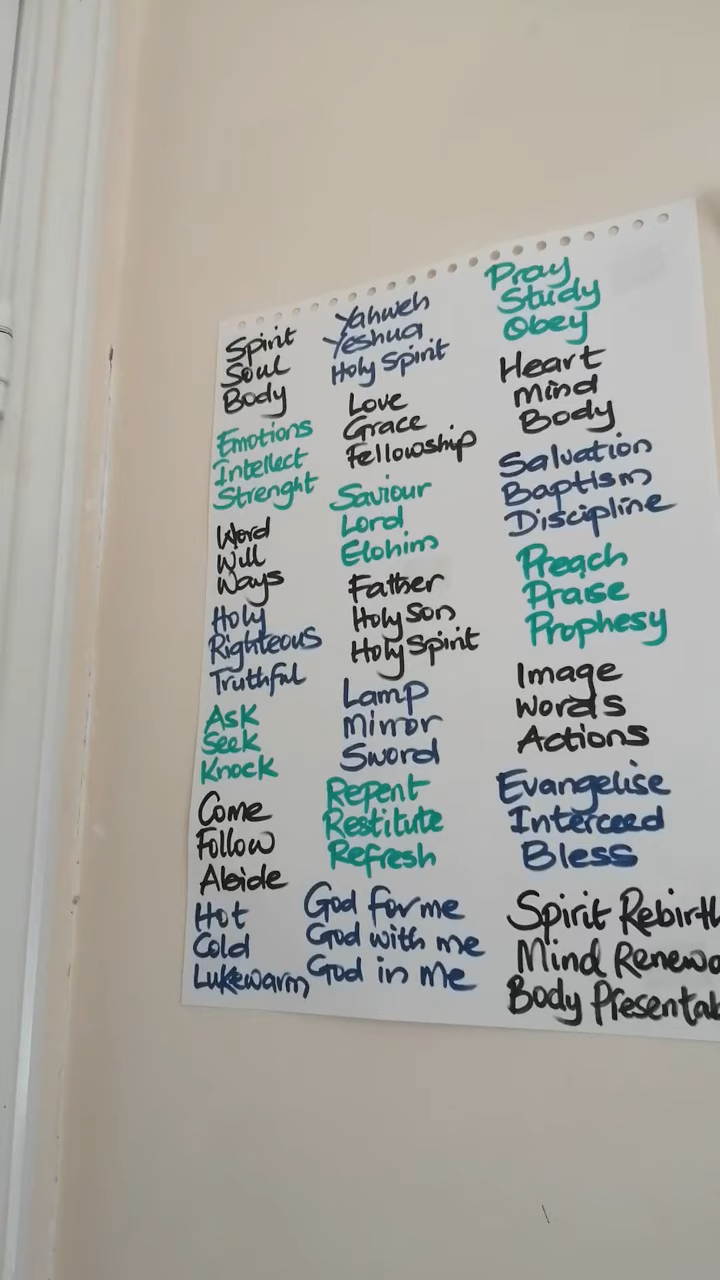 Spirit
Soul
Body
Emotions
Intellect
Strenght
Word
Will
Ways
Holy
Righteous
Truthful
Ask
Seek
Knock
Come
Follow
Abide
Hot
Cold
Lukewarm
Yahweh
Yeshua
Holy Spirit
Love
Grace
Fellowship
Saviour
Lord
Elohim
Father
Holy Son
Holy Spirit
Lamp
Mirror
Sword
Repent
Restitute
Refresh
God for me
God with me
God in me
Pray
Study
Obey
Heart
Mind
Body
Salvation
Baptism
Discipline
Preach
Praise
Prophesy
Image
Words
Actions
Evangelise
Interceed
Bless
Spirit Rebirth
Mind
Body